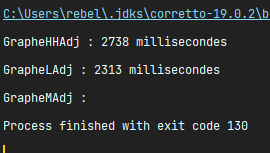 C:\Users\rebel\.jdks\corretto-19.0.2\b
GrapheHHAdj : 2738 millisecondes
GrapheLAdj : 2313 millisecondes
GrapheMAdj :
Process finished with exit code 130